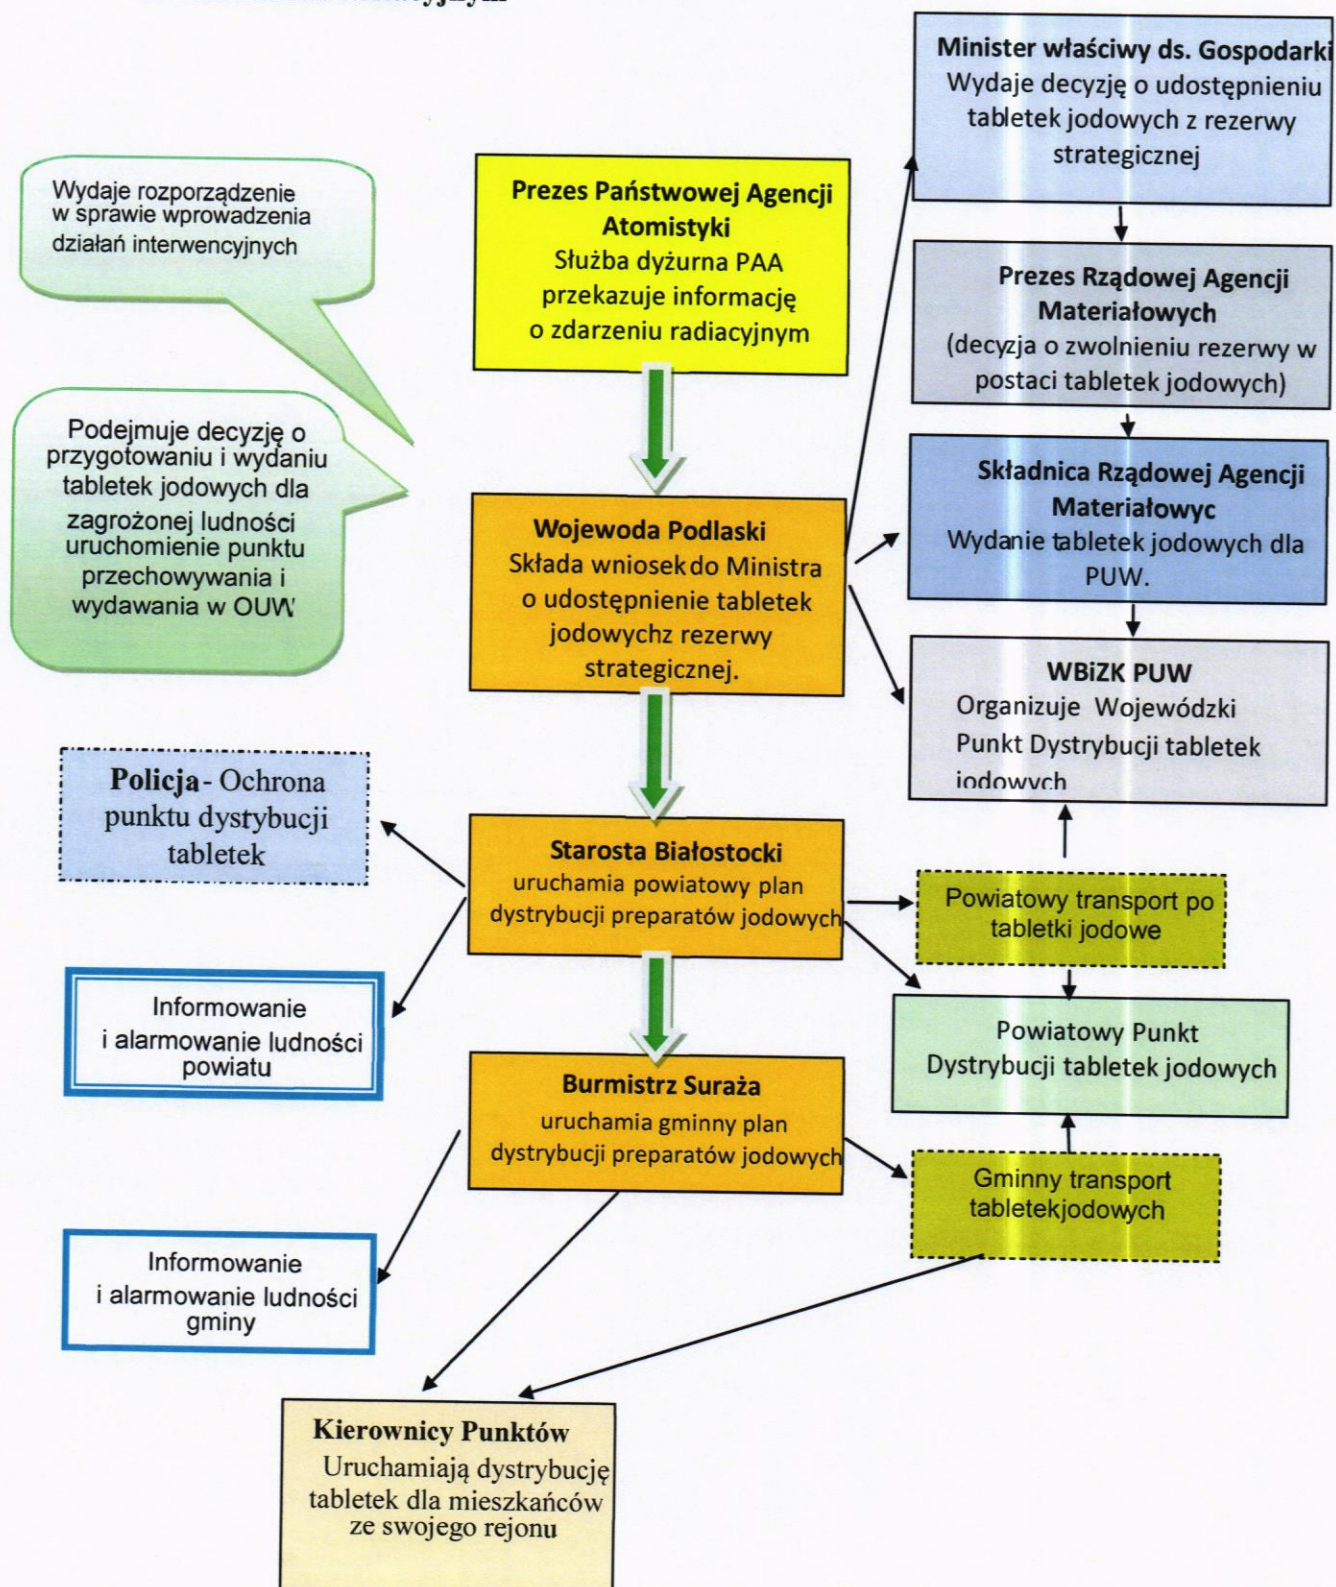 Minister właściwy ds. Gospodarki
Wydaje decyzję o udostępnieniu
tabletek jodowych z rezerwy
strategicznej
Wydaje rozporządzenie
w sprawie wprowadzenia
działań interwencyjnych
Prezes Państwowej Agencji
Atomistyki
Służba dyżurna PAA
przekazuje informację
o zdarzeniu radiacyjnym
Prezes Rządowej Agencji
Materiałowych
(decyzja o zwolnieniu rezerwy w
postaci tabletek jodowych)
Podejmuje decyzję o
przygotowaniu i wydaniu
tabletek jodowych dla
zagrożonej ludności
uruchomienie punktu
przechowywania i
wydawania w OUW
Składnica Rządowej Agencji
Materiałowyc
Wydanie tabletek jodowych dla
PUW.
Wojewoda Podlaski
Składa wniosek do Ministra
o udostępnienie tabletek
jodowychz rezerwy
strategicznej.
WBiZK PUW
Organizuje Wojewódzki
Punkt Dystrybucji tabletek
jodowych
Policja- Ochrona
punktu dystrybucji
tabletek
Starosta Białostocki
uruchamia powiatowy plan
dystrybucji preparatów jodowych
Powiatowy transport po
tabletki jodowe
Informowanie
i alarmowanie ludności
powiatu
Powiatowy Punkt
Dystrybucji tabletek jodowych
Burmistrz Suraża
uruchamia gminny plan
dystrybucji preparatów jodowych
Gminny transport
tabletekjodowych
Informowanie
i alarmowanie ludności
gminy
Kierownicy Punktów
Uruchamiają dystrybucję
tabletek dla mieszkańców
ze swojego rejonu